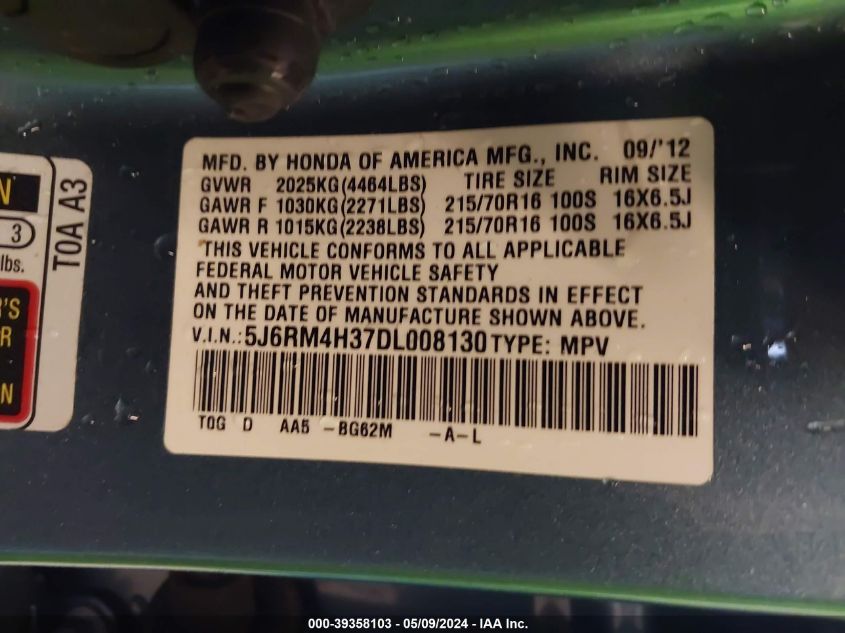 MFD. BY HONDA OF AMERICA MFG., INC. 09/'12
GVWR 2025KG(4464LBS) TIRE SIZE RIM SIZE
GAWR F 1030KG(2271LBS) 215/70R16 100S 16X6.5J
GAWR R 1015KG(2238LBS) 215/70R16 100S 16X6.5J
THIS VEHICLE CONFORMS TO ALL APPLICABLE
FEDERAL MOTOR VEHICLE SAFETY
AND THEFT PREVENTION STANDARDS IN EFFECT
ON THE DATE OF MANUFACTURE SHOWN ABOVE.
V.I.N.:5J6RM4H37DL008130 TYPE: MPV
T0G D AA5 -BG62M -A-L
N
3
lbs.
'S
R
N
T0A A3
000-39358103 - 05/09/2024 - IAA Inc.